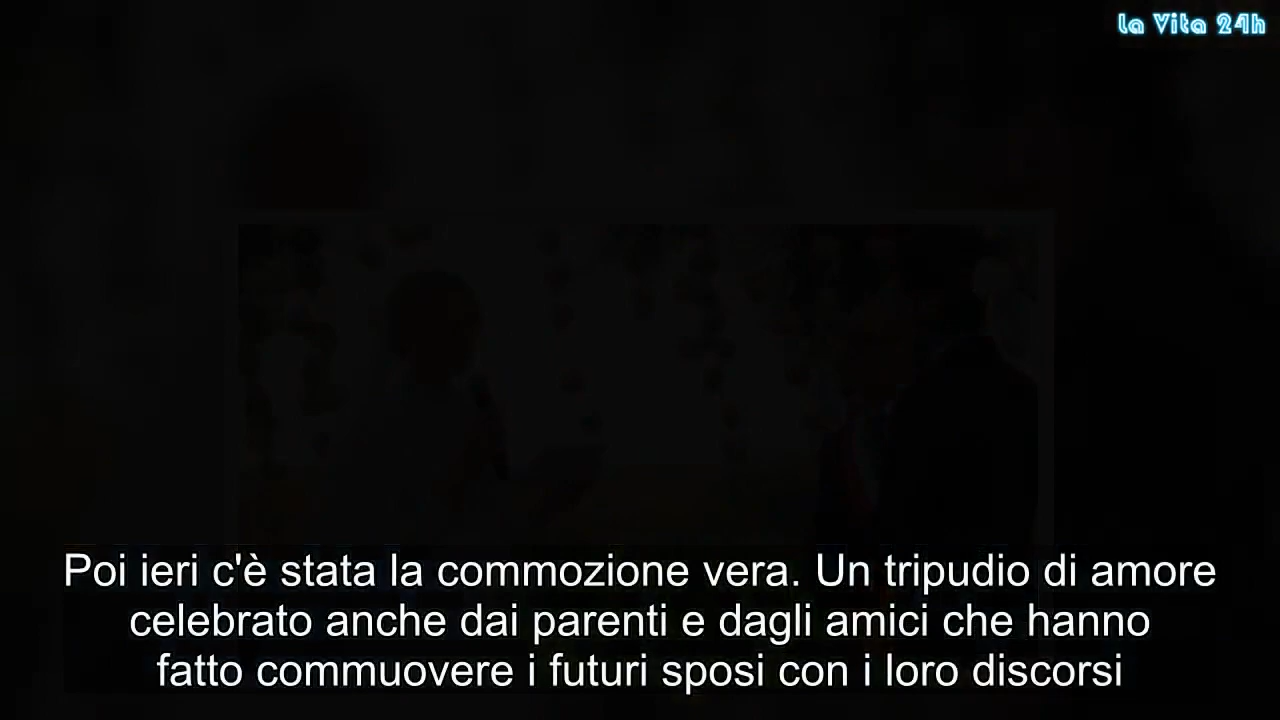 la Vita 24h
Poi ieri c'è stata la commozione vera. Un tripudio di amore
celebrato anche dai parenti e dagli amici che hanno
fatto commuovere i futuri sposi con i loro discorsi